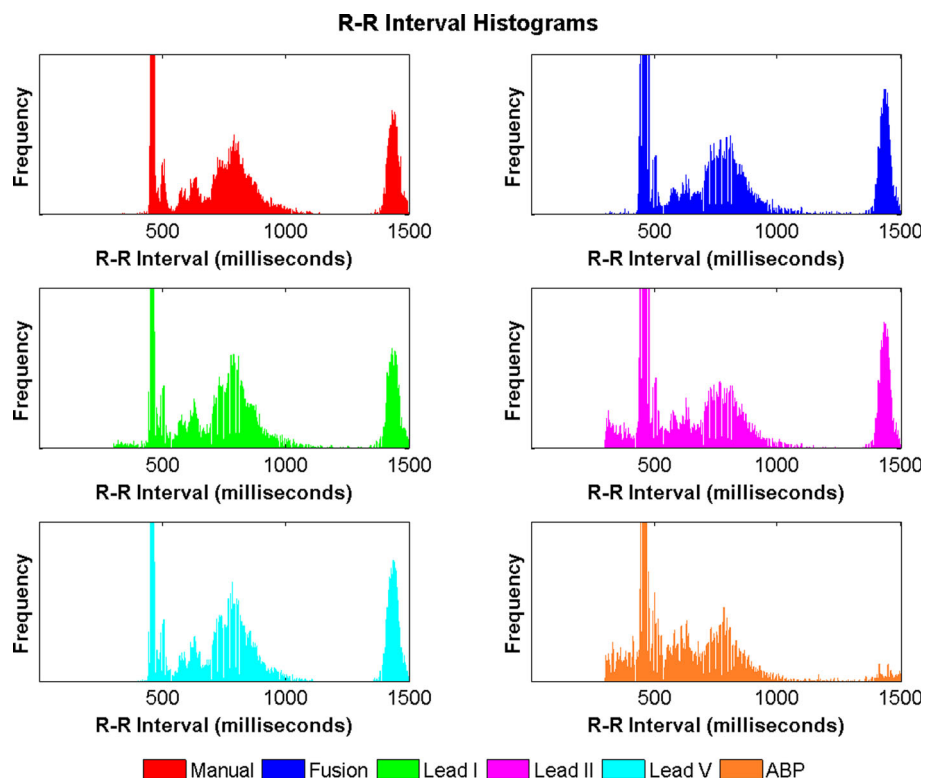 R-R Interval Histograms
Frequency
500 1000 1500
R-R Interval (milliseconds)
Frequency
500 1000 1500
R-R Interval (milliseconds)
Frequency
500 1000 1500
R-R Interval (milliseconds)
Frequency
500 1000 1500
R-R Interval (milliseconds)
Frequency
500 1000 1500
R-R Interval (milliseconds)
Frequency
500 1000 1500
R-R Interval (milliseconds)
Manual Fusion Lead I Lead II Lead V ABP